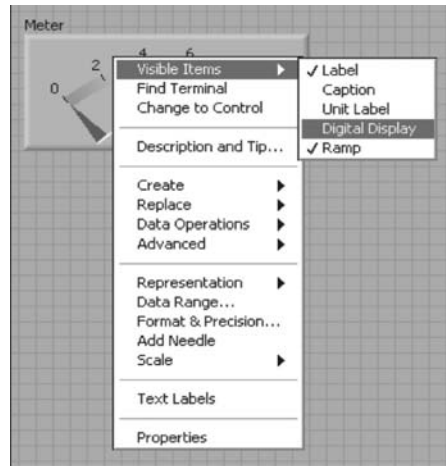 Meter
0 2 4 6
Visible Items
Find Terminal
Change to Control
Description and Tip...
Create
Replace
Data Operations
Advanced
Representation
Data Range...
Format & Precision...
Add Needle
Scale
Text Labels
Properties
✓ Label
Caption
Unit Label
Digital Display
✓ Ramp